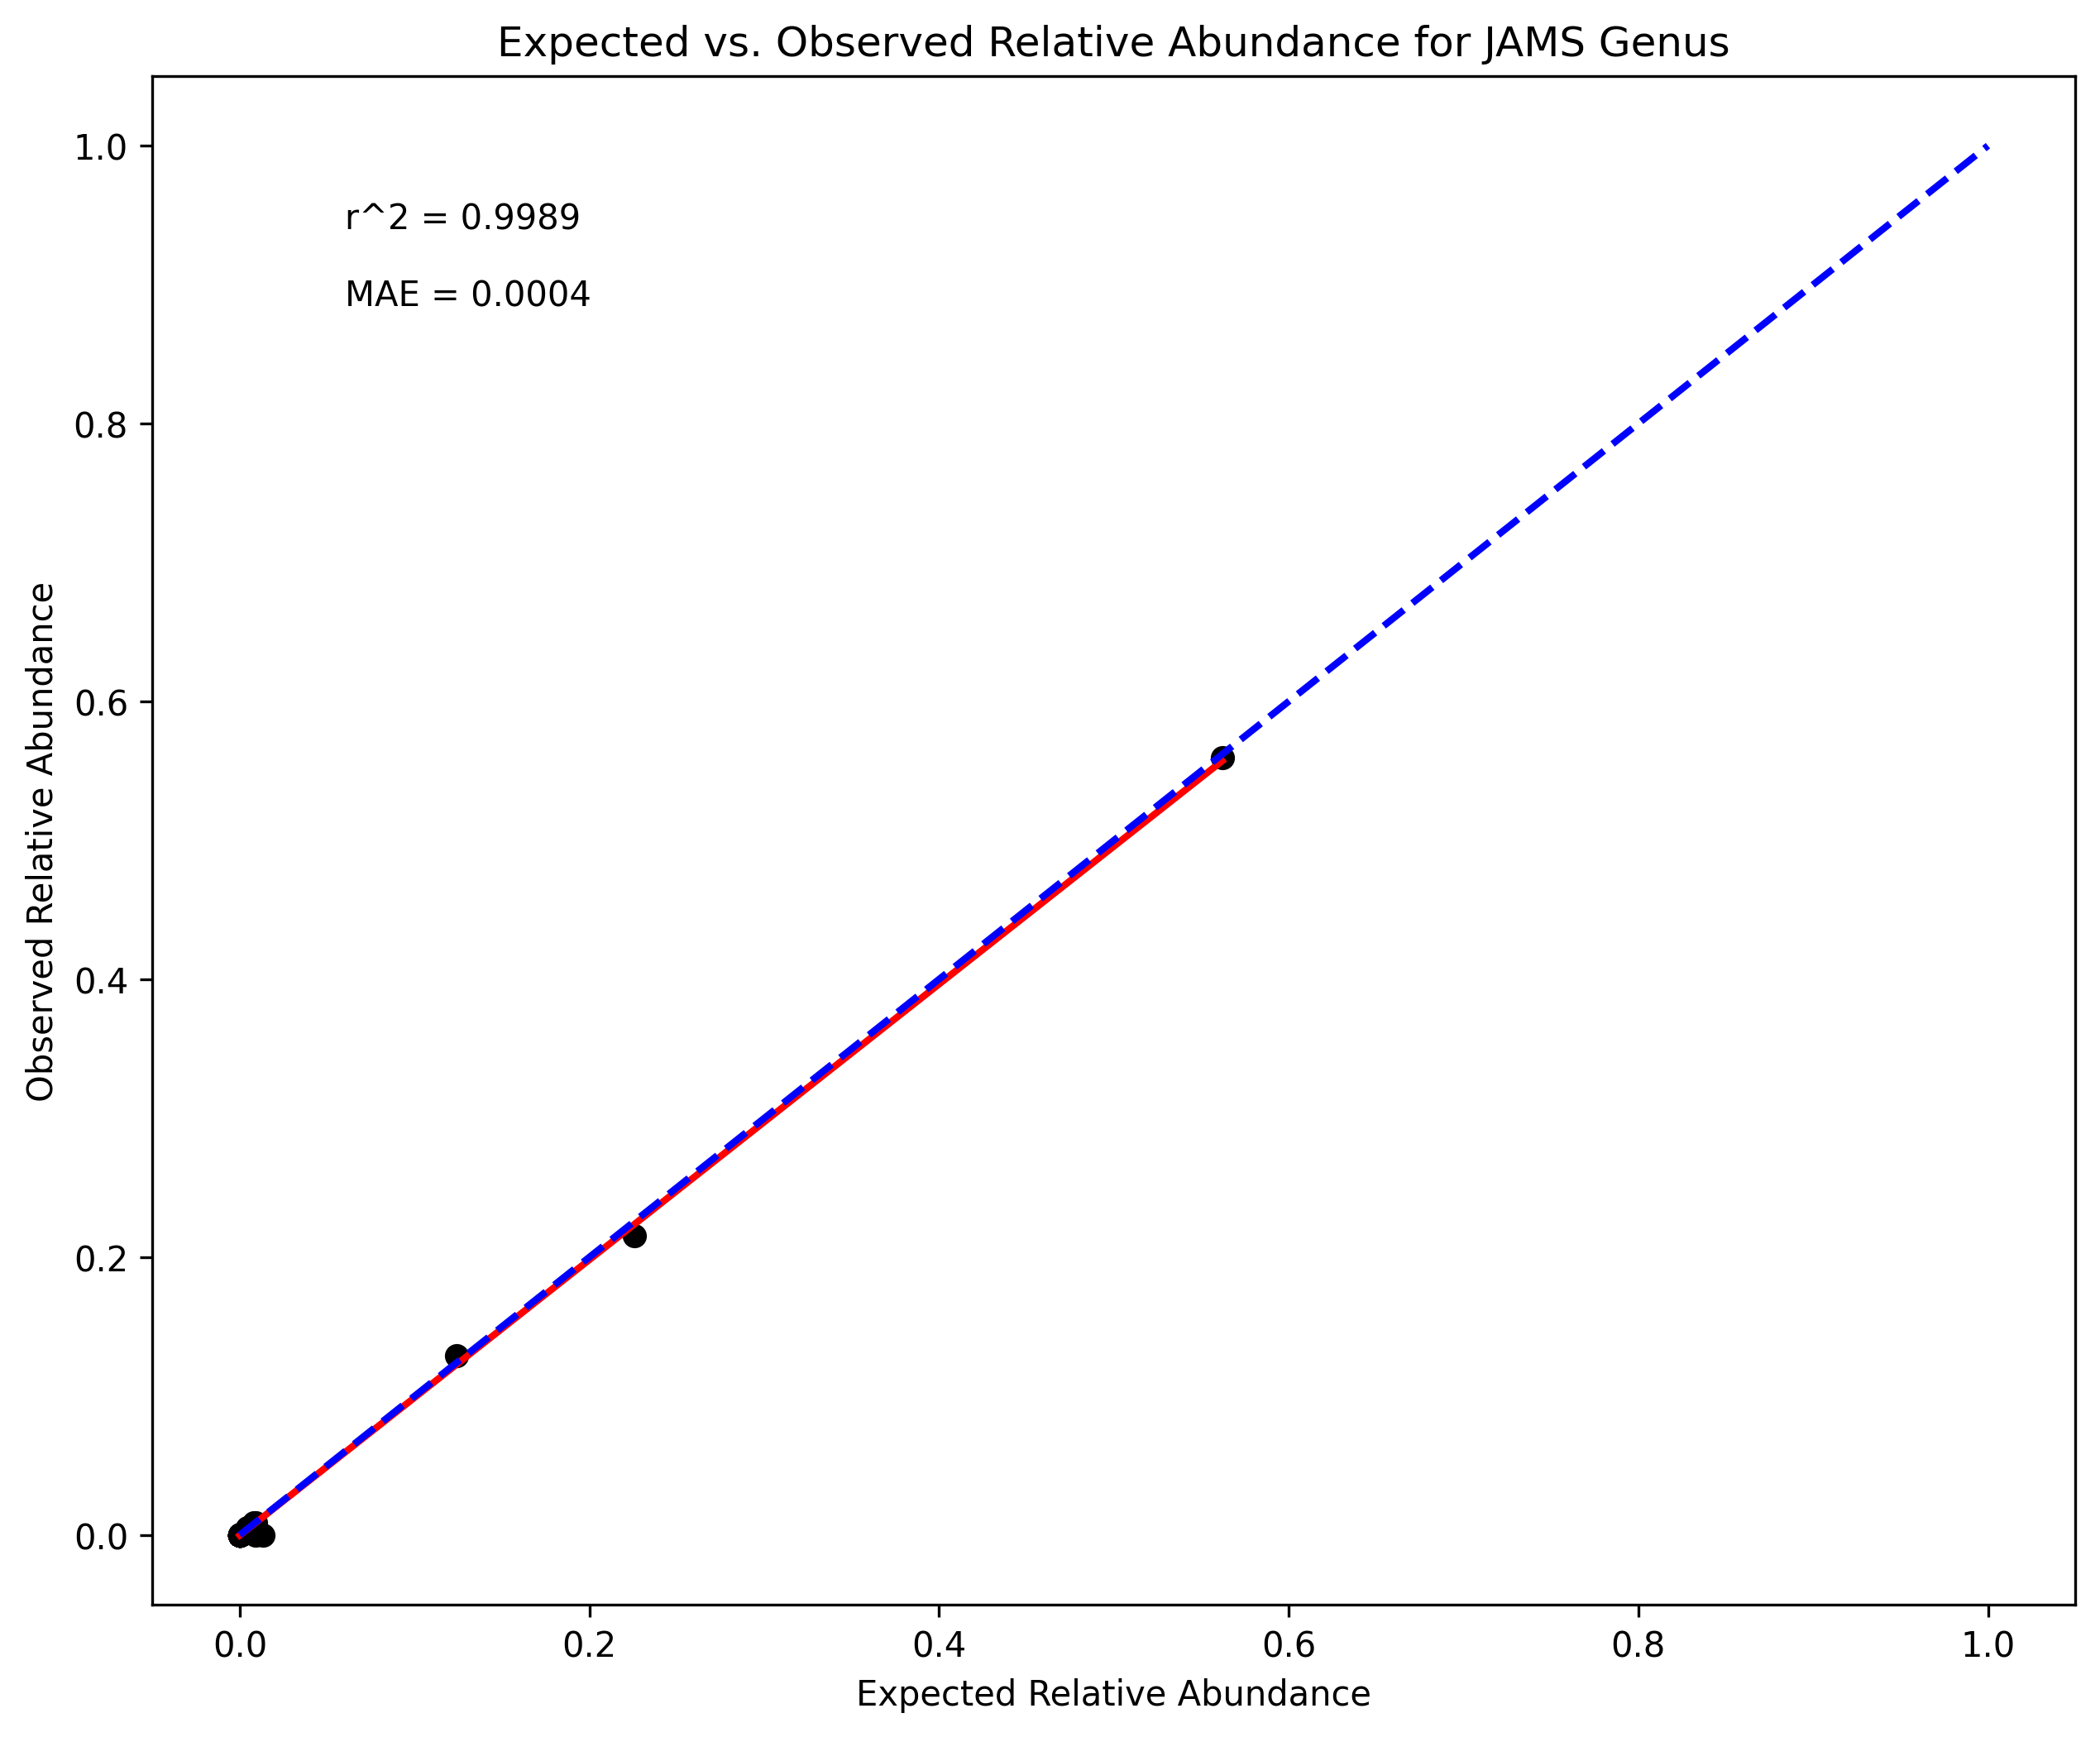 Expected vs. Observed Relative Abundance for JAMS Genus
r^2 = 0.9989
MAE = 0.0004
Observed Relative Abundance
1.0
0.8
0.6
0.4
0.2
0.0
0.0 0.2 0.4 0.6 0.8 1.0
Expected Relative Abundance